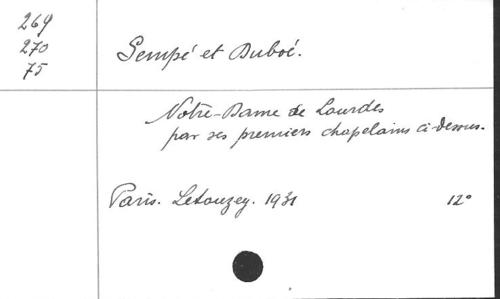 269
270
75
Sempé et Duboé.
Notre-Dame de Lourdes
par ses premiers chapelains ci-dessus.
Paris. Letouzey. 1931
12°